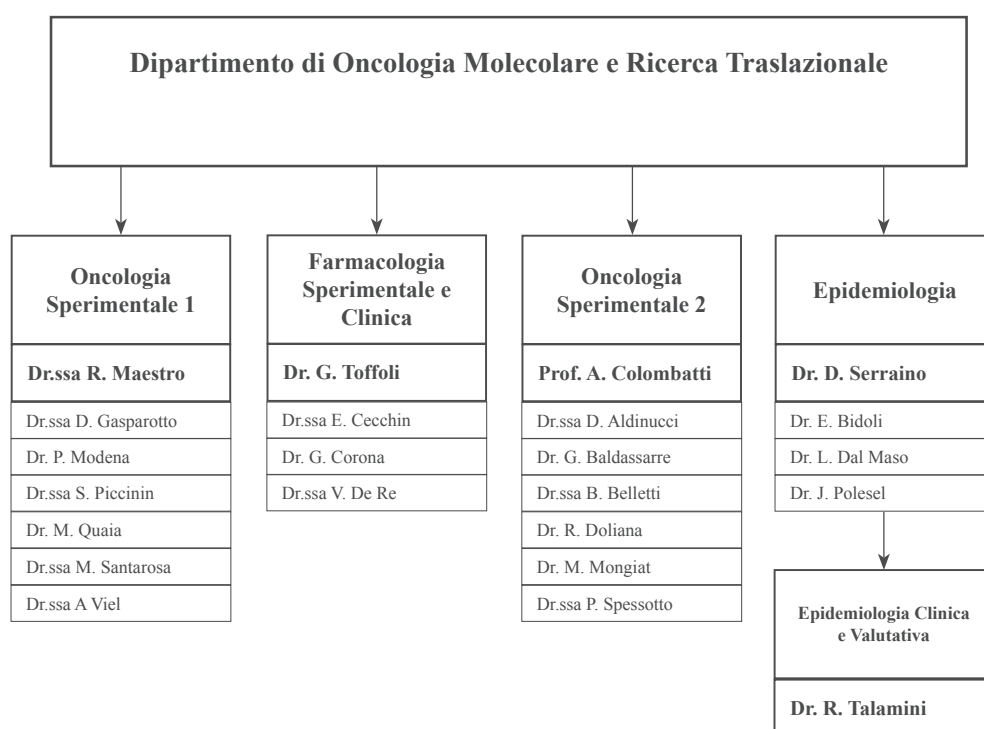 Dipartimento di Oncologia Molecolare e Ricerca Traslazionale
Oncologia
Sperimentale 1
Dr.ssa R. Maestro
Dr.ssa D. Gasparotto
Dr. P. Modena
Dr.ssa S. Piccinin
Dr. M. Quaia
Dr.ssa M. Santarosa
Dr.ssa A Viel
Farmacologia
Sperimentale e
Clinica
Dr. G. Toffoli
Dr.ssa E. Cecchin
Dr. G. Corona
Dr.ssa V. De Re
Oncologia
Sperimentale 2
Prof. A. Colombatti
Dr.ssa D. Aldinucci
Dr. G. Baldassarre
Dr.ssa B. Belletti
Dr. R. Doliana
Dr. M. Mongiat
Dr.ssa P. Spessotto
Epidemiologia
Dr. D. Serraino
Dr. E. Bidoli
Dr. L. Dal Maso
Dr. J. Polesel
Epidemiologia Clinica
e Valutativa
Dr. R. Talamini